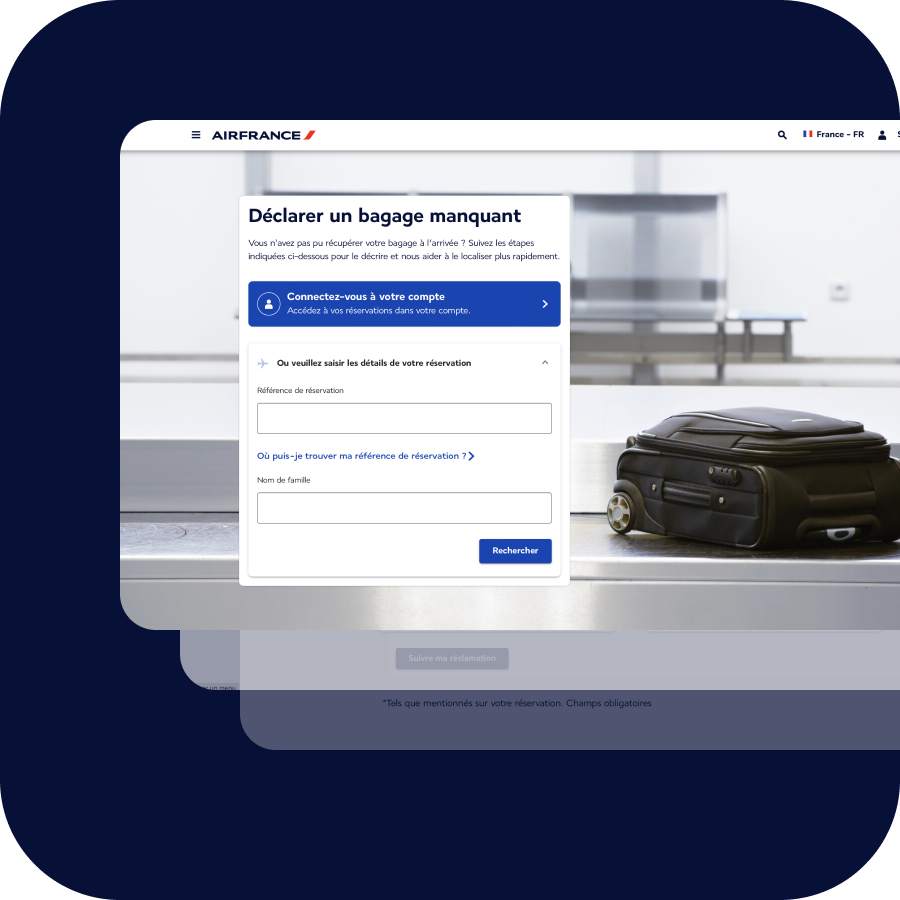 AIRFRANCE
France - FR
S
Déclarer un bagage manquant
Vous n'avez pas pu récupérer votre bagage à l'arrivée ? Suivez les étapes
indiquées ci-dessous pour le décrire et nous aider à le localiser plus rapidement.
Connectez-vous à votre compte
Accédez à vos réservations dans votre compte.
Ou veuillez saisir les détails de votre réservation
Référence de réservation
Où puis-je trouver ma référence de réservation ?
Nom de famille
Rechercher
Suivre ma réclamation
un menu
*Tels que mentionnés sur votre réservation. Champs obligatoires